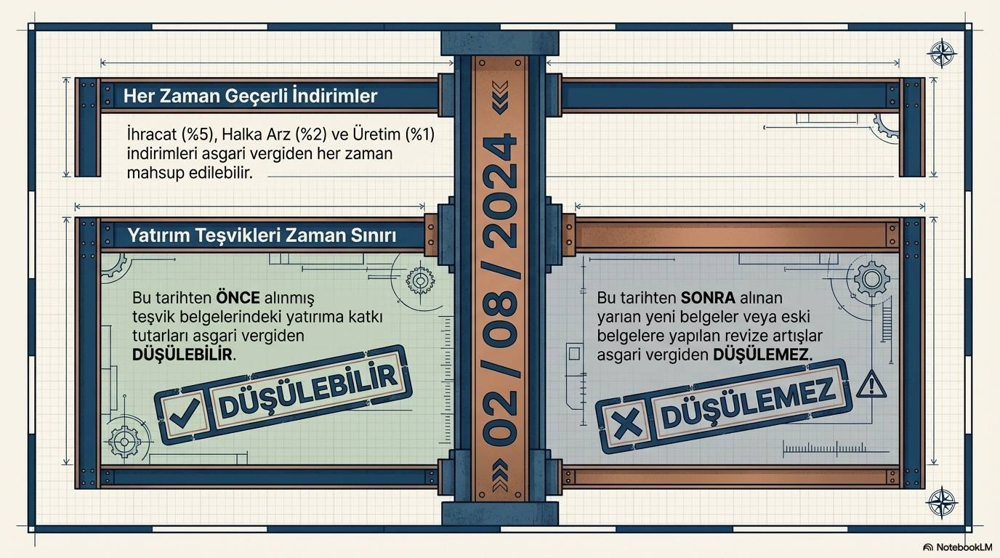 Her Zaman Geçerli İndirimler
İhracat (%5), Halka Arz (%2) ve Üretim (%1)
indirimleri asgari vergiden her zaman
mahsup edilebilir.
02 / 08 / 2024
Yatırım Teşvikleri Zaman Sınırı
Bu tarihten ÖNCE alınmış
teşvik belgelerindeki yatırıma katkı
tutarları asgari vergiden
DÜŞÜLEBİLİR.
DÜŞÜLEBİLİR
Bu tarihten SONRA alınan
yarıan yeni belgeler veya eski
belgelere yapılan revize artışlar
asgari vergiden DÜŞÜLEMEZ.
DÜŞÜLEMEZ
NotebookLM